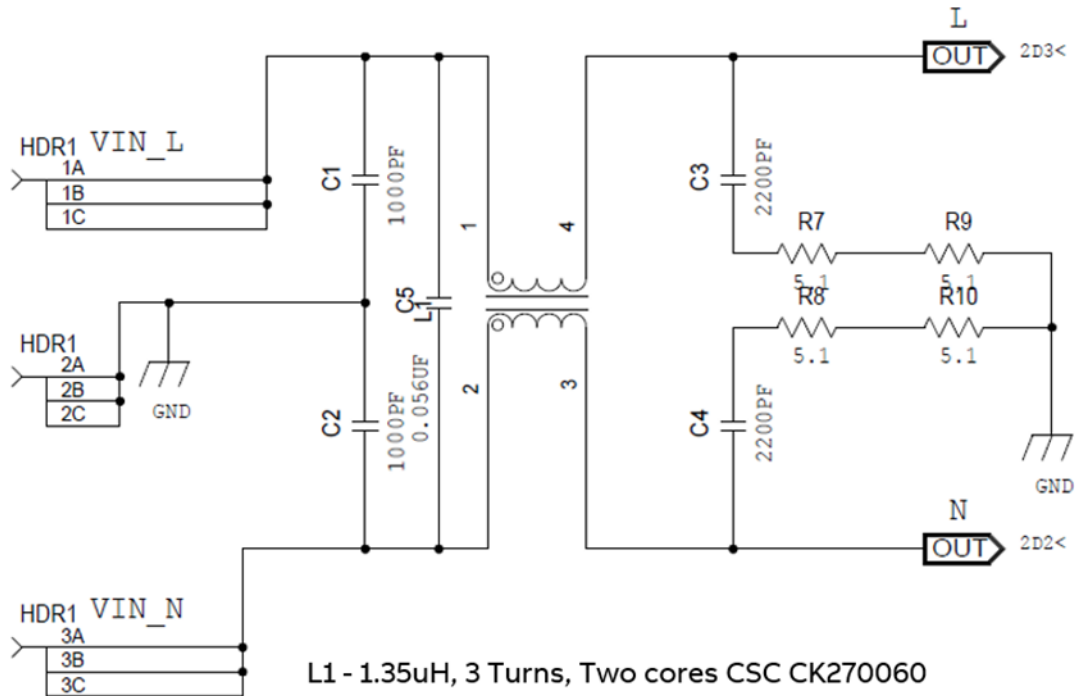 L
OUT 2D3<
HDR1 VIN_L
1A
1B
1C
C1
1000PF
1
4
C3
2200PF
R7
5.1
R9
5.1
C5
L1
0.056UF
R8
5.1
R10
5.1
HDR1
2A
2B
2C
GND
C2
1000PF
2
3
C4
2200PF
GND
N
OUT 2D2<
HDR1 VIN_N
3A
3B
3C
L1 - 1.35uH, 3 Turns, Two cores CSC CK270060